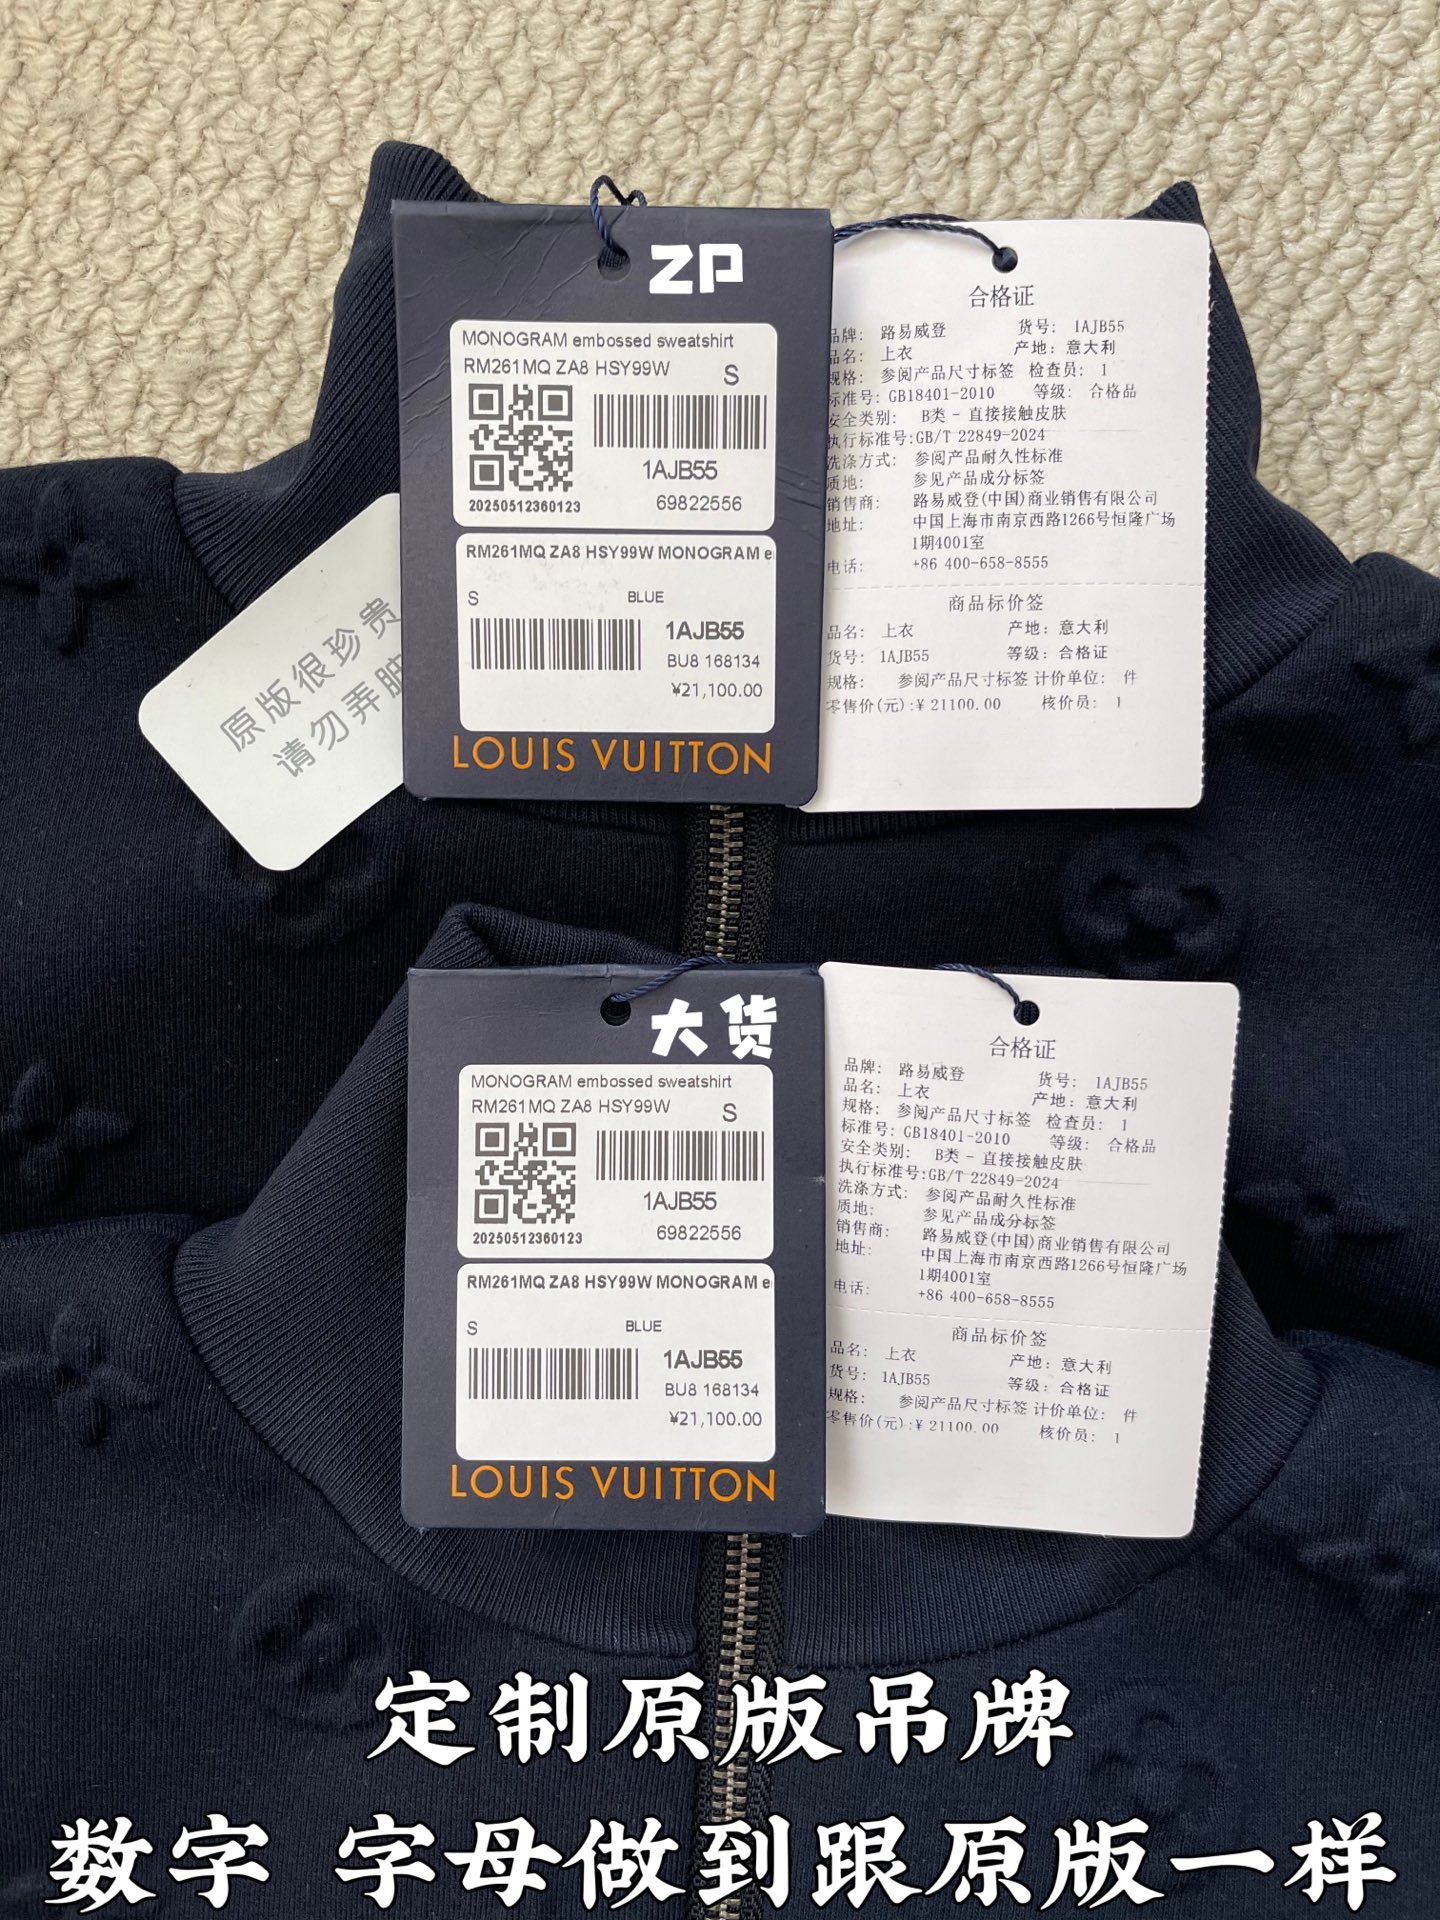 ZP
MONOGRAM embossed sweatshirt
RM261MQ ZA8 HSY99W S
1AJB55
20250512360123 69822556
RM261MQ ZA8 HSY99W MONOGRAM e
S BLUE
1AJB55
BU8 168134
¥21,100.00
LOUIS VUITTON
合格证
品牌: 路易威登 货号: 1AJB55
品名: 上衣 产地: 意大利
规格: 参阅产品尺寸标签 检查员: 1
标准号: GB18401-2010 等级: 合格品
安全类别: B类 - 直接接触皮肤
执行标准号:GB/T 22849-2024
洗涤方式: 参阅产品耐久性标准
质地: 参见产品成分标签
销售商: 路易威登(中国)商业销售有限公司
地址: 中国上海市南京西路1266号恒隆广场
1期4001室
电话: +86 400-658-8555
商品标价签
品名: 上衣 产地: 意大利
货号: 1AJB55 等级: 合格证
规格: 参阅产品尺寸标签 计价单位: 件
零售价(元):¥ 21100.00 核价员: 1
原版很珍贵
请勿弄脏
大货
MONOGRAM embossed sweatshirt
RM261MQ ZA8 HSY99W S
1AJB55
20250512360123 69822556
RM261MQ ZA8 HSY99W MONOGRAM e
S BLUE
1AJB55
BU8 168134
¥21,100.00
LOUIS VUITTON
合格证
品牌: 路易威登 货号: 1AJB55
品名: 上衣 产地: 意大利
规格: 参阅产品尺寸标签 检查员: 1
标准号: GB18401-2010 等级: 合格品
安全类别: B类 - 直接接触皮肤
执行标准号:GB/T 22849-2024
洗涤方式: 参阅产品耐久性标准
质地: 参见产品成分标签
销售商: 路易威登(中国)商业销售有限公司
地址: 中国上海市南京西路1266号恒隆广场
1期4001室
电话: +86 400-658-8555
商品标价签
品名: 上衣 产地: 意大利
货号: 1AJB55 等级: 合格证
规格: 参阅产品尺寸标签 计价单位: 件
零售价(元):¥ 21100.00 核价员: 1
定制原版吊牌
数字 字母做到跟原版一样